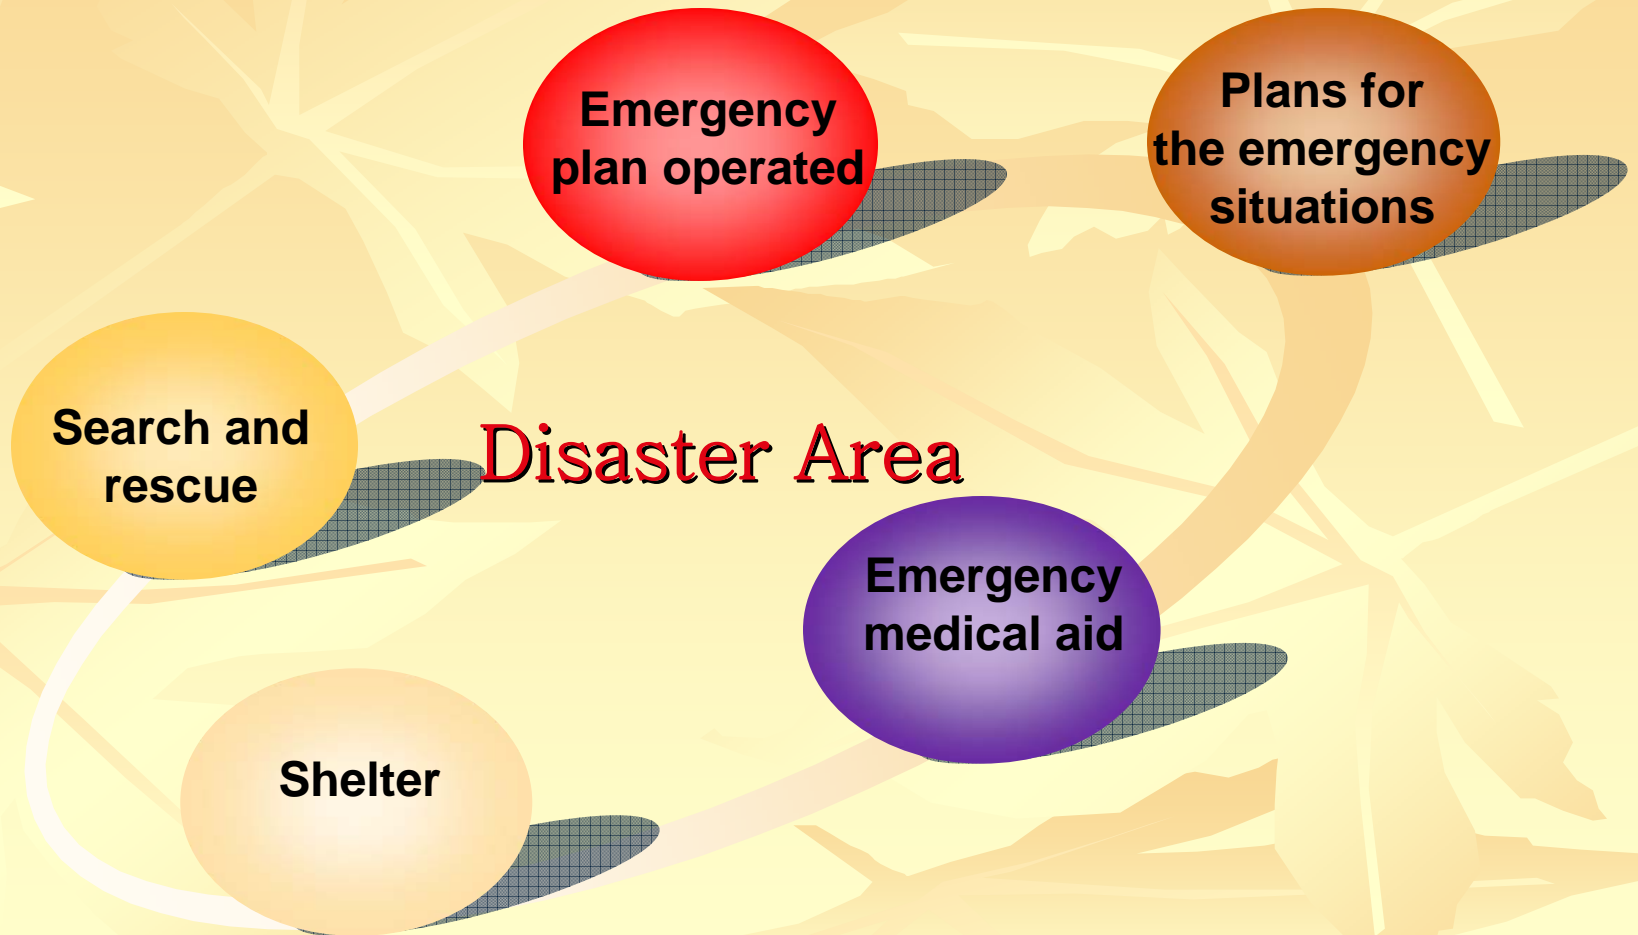 Emergency
plan operated
Plans for
the emergency
situations
Search and
rescue
Disaster Area
Emergency
medical aid
Shelter